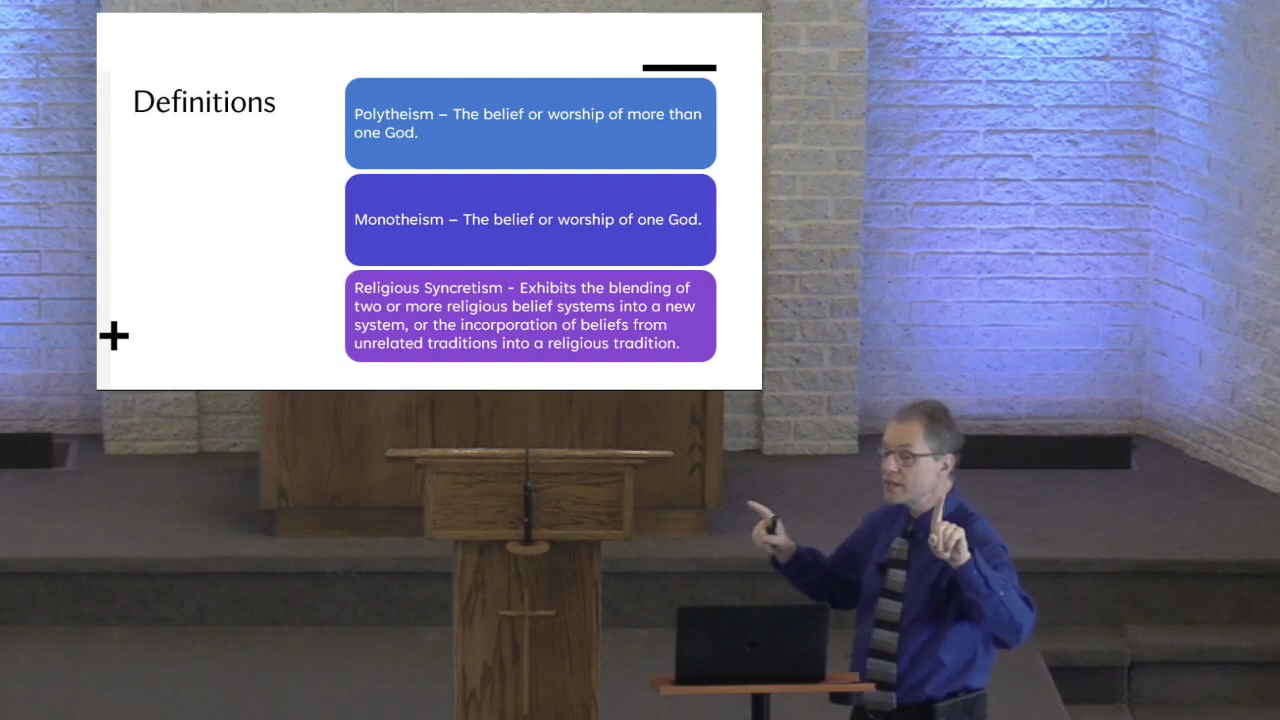 Definitions
Polytheism – The belief or worship of more than
one God.
Monotheism – The belief or worship of one God.
Religious Syncretism - Exhibits the blending of
two or more religious belief systems into a new
system, or the incorporation of beliefs from
unrelated traditions into a religious tradition.